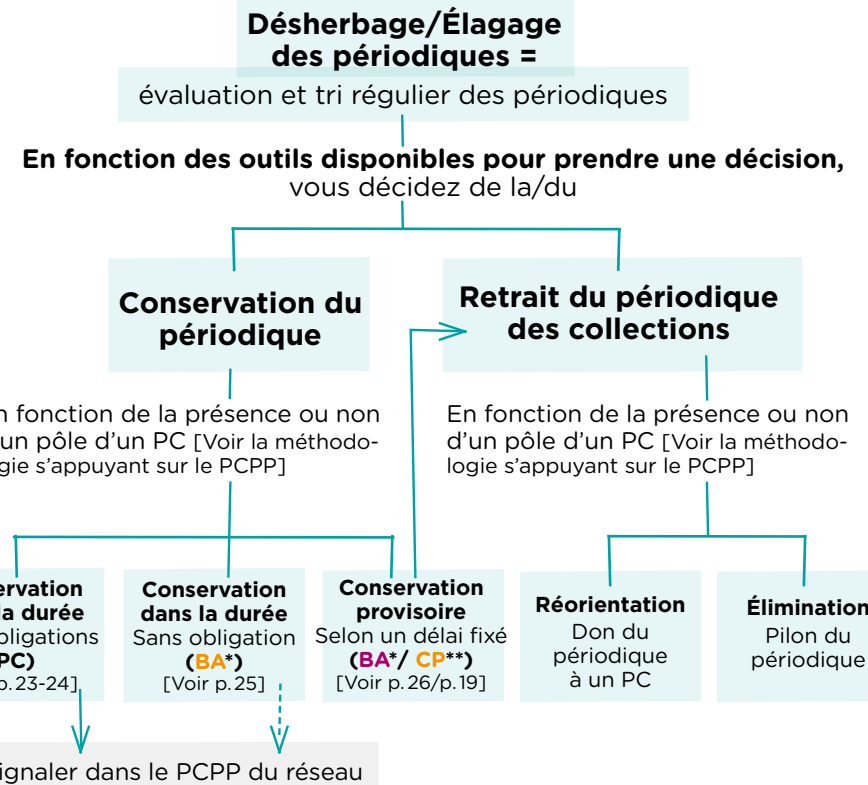 Désherbage/Élagage
des périodiques =
évaluation et tri régulier des périodiques
En fonction des outils disponibles pour prendre une décision,
vous décidez de la/du
Conservation du
périodique
Retrait du périodique
des collections
n fonction de la présence ou non
un pôle d'un PC [Voir la méthodo-
gie s'appuyant sur le PCPP]
En fonction de la présence ou non
d'un pôle d'un PC [Voir la méthodo-
logie s'appuyant sur le PCPP]
ervation
la durée
bligations
PC)
p.23-24]
Conservation
dans la durée
Sans obligation
(BA*)
[Voir p.25]
Conservation
provisoire
Selon un délai fixé
(BA*/ CP**)
[Voir p.26/p.19]
Réorientation
Don du
périodique
à un PC
Élimination
Pilon du
périodique
ignaler dans le PCPP du réseau